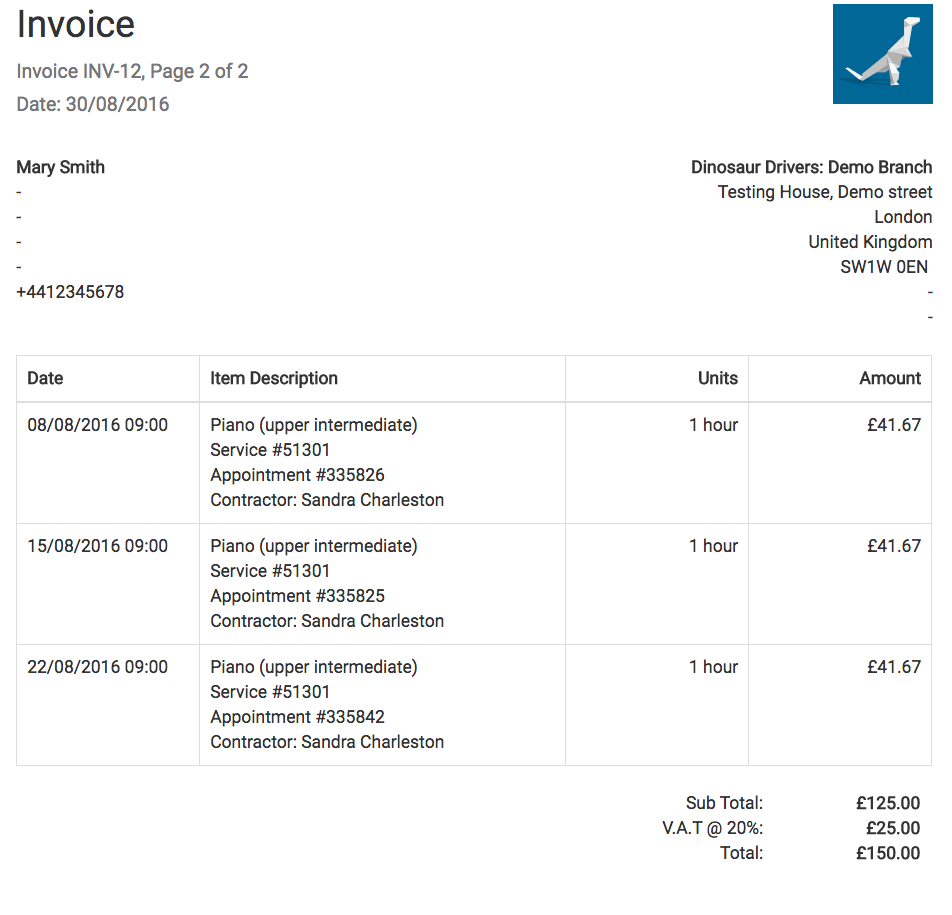 Invoice
Invoice INV-12, Page 2 of 2
Date: 30/08/2016
Mary Smith
-
-
-
-
+4412345678
Dinosaur Drivers: Demo Branch
Testing House, Demo street
London
United Kingdom
SW1W 0EN
-
-
Date Item Description Units Amount
08/08/2016 09:00 Piano (upper intermediate) 1 hour £41.67
Service #51301
Appointment #335826
Contractor: Sandra Charleston
15/08/2016 09:00 Piano (upper intermediate) 1 hour £41.67
Service #51301
Appointment #335825
Contractor: Sandra Charleston
22/08/2016 09:00 Piano (upper intermediate) 1 hour £41.67
Service #51301
Appointment #335842
Contractor: Sandra Charleston
Sub Total: £125.00
V.A.T @ 20%: £25.00
Total: £150.00